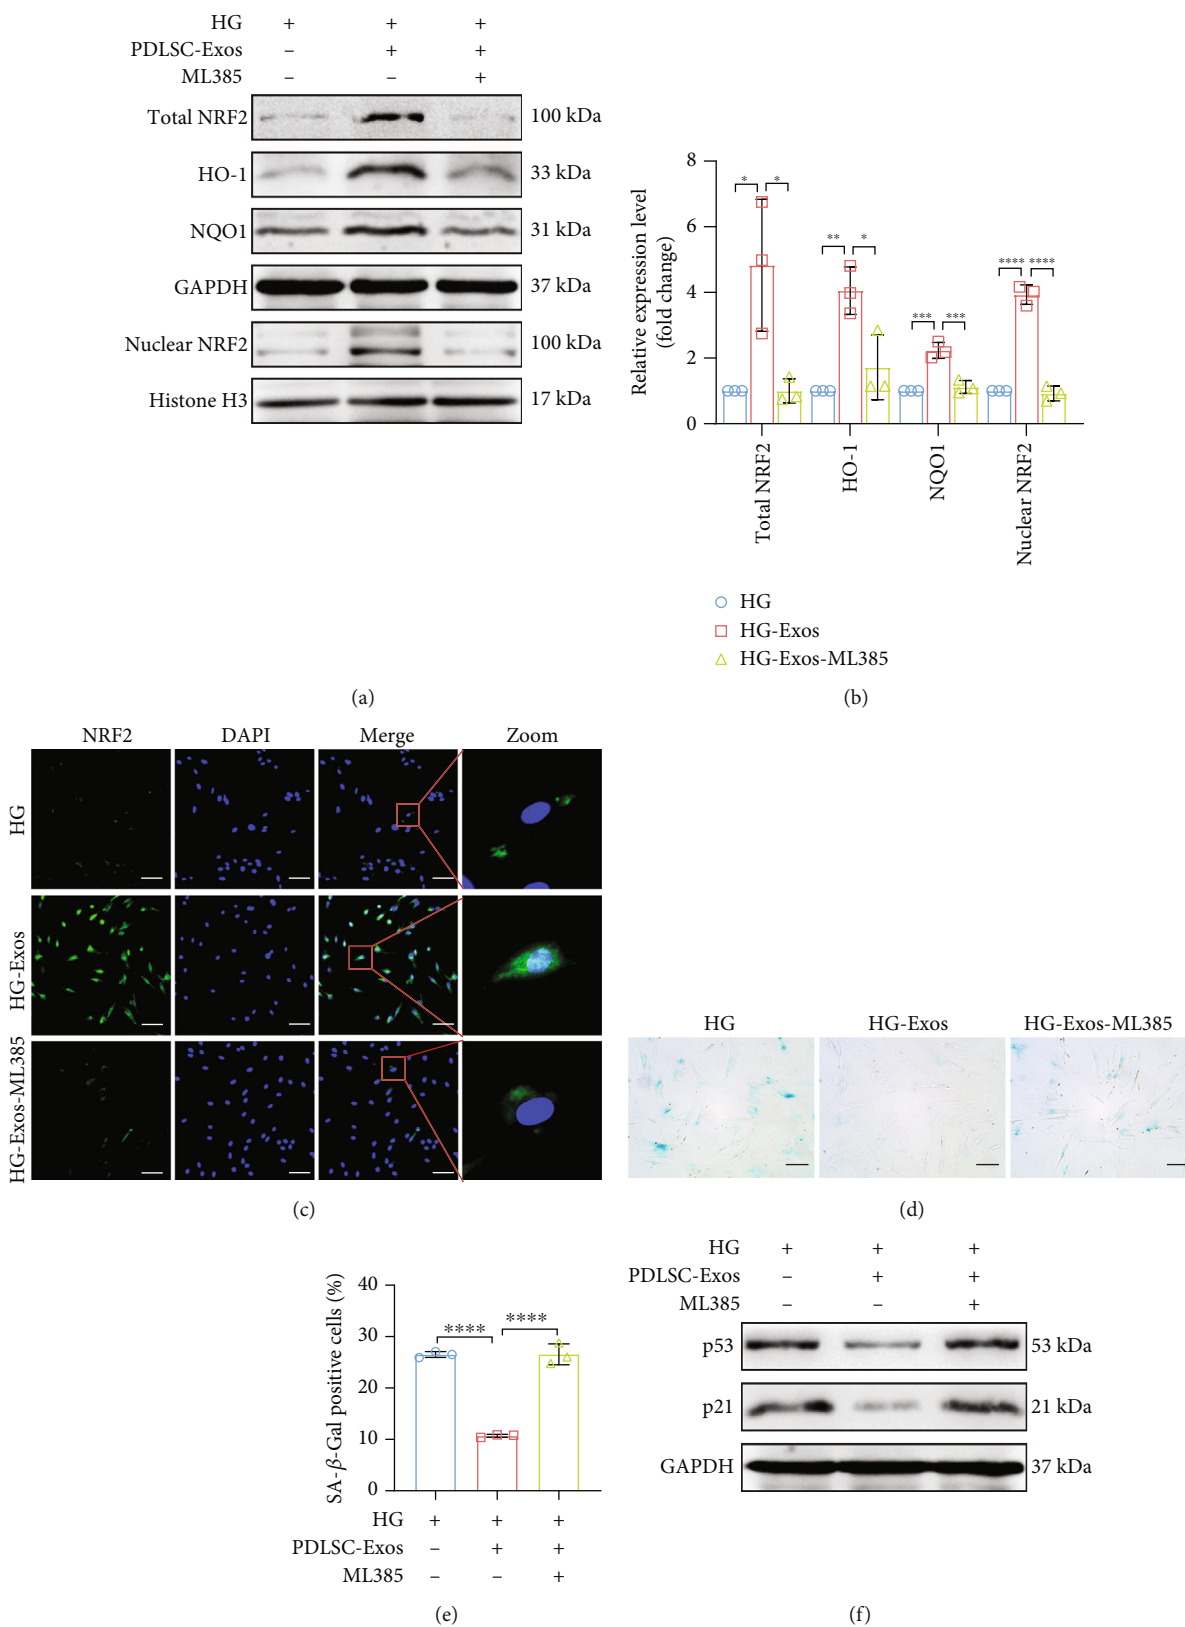 HG + + +
PDLSC-Exos – + +
ML385 – – +
Total NRF2 100 kDa
HO-1 33 kDa
NQO1 31 kDa
GAPDH 37 kDa
Nuclear NRF2 100 kDa
Histone H3 17 kDa
(a)
Relative expression level
(fold change)
8
6
4
2
0
* *
** *
*** ***
**** ****
Total NRF2
HO-1
NQO1
Nuclear NRF2
HG
HG-Exos
HG-Exos-ML385
(b)
NRF2 DAPI Merge Zoom
HG
HG-Exos
HG-Exos-ML385
(c)
HG HG-Exos HG-Exos-ML385
(d)
SA-β-Gal positive cells (%)
40
30
20
10
0
**** ****
HG + + +
PDLSC-Exos – + +
ML385 – – +
(e)
HG + + +
PDLSC-Exos – + +
ML385 – – +
p53 53 kDa
p21 21 kDa
GAPDH 37 kDa
(f)